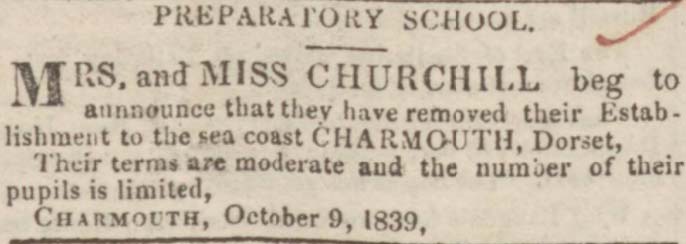 PREPARATORY SCHOOL.
MRS. and MISS CHURCHILL beg to
aunnounce that they have removed their Estab-
lishment to the sea coast CHARMOUTH, Dorset,
Their terms are moderate and the number of their
pupils is limited,
CHARMOUTH, October 9, 1839,